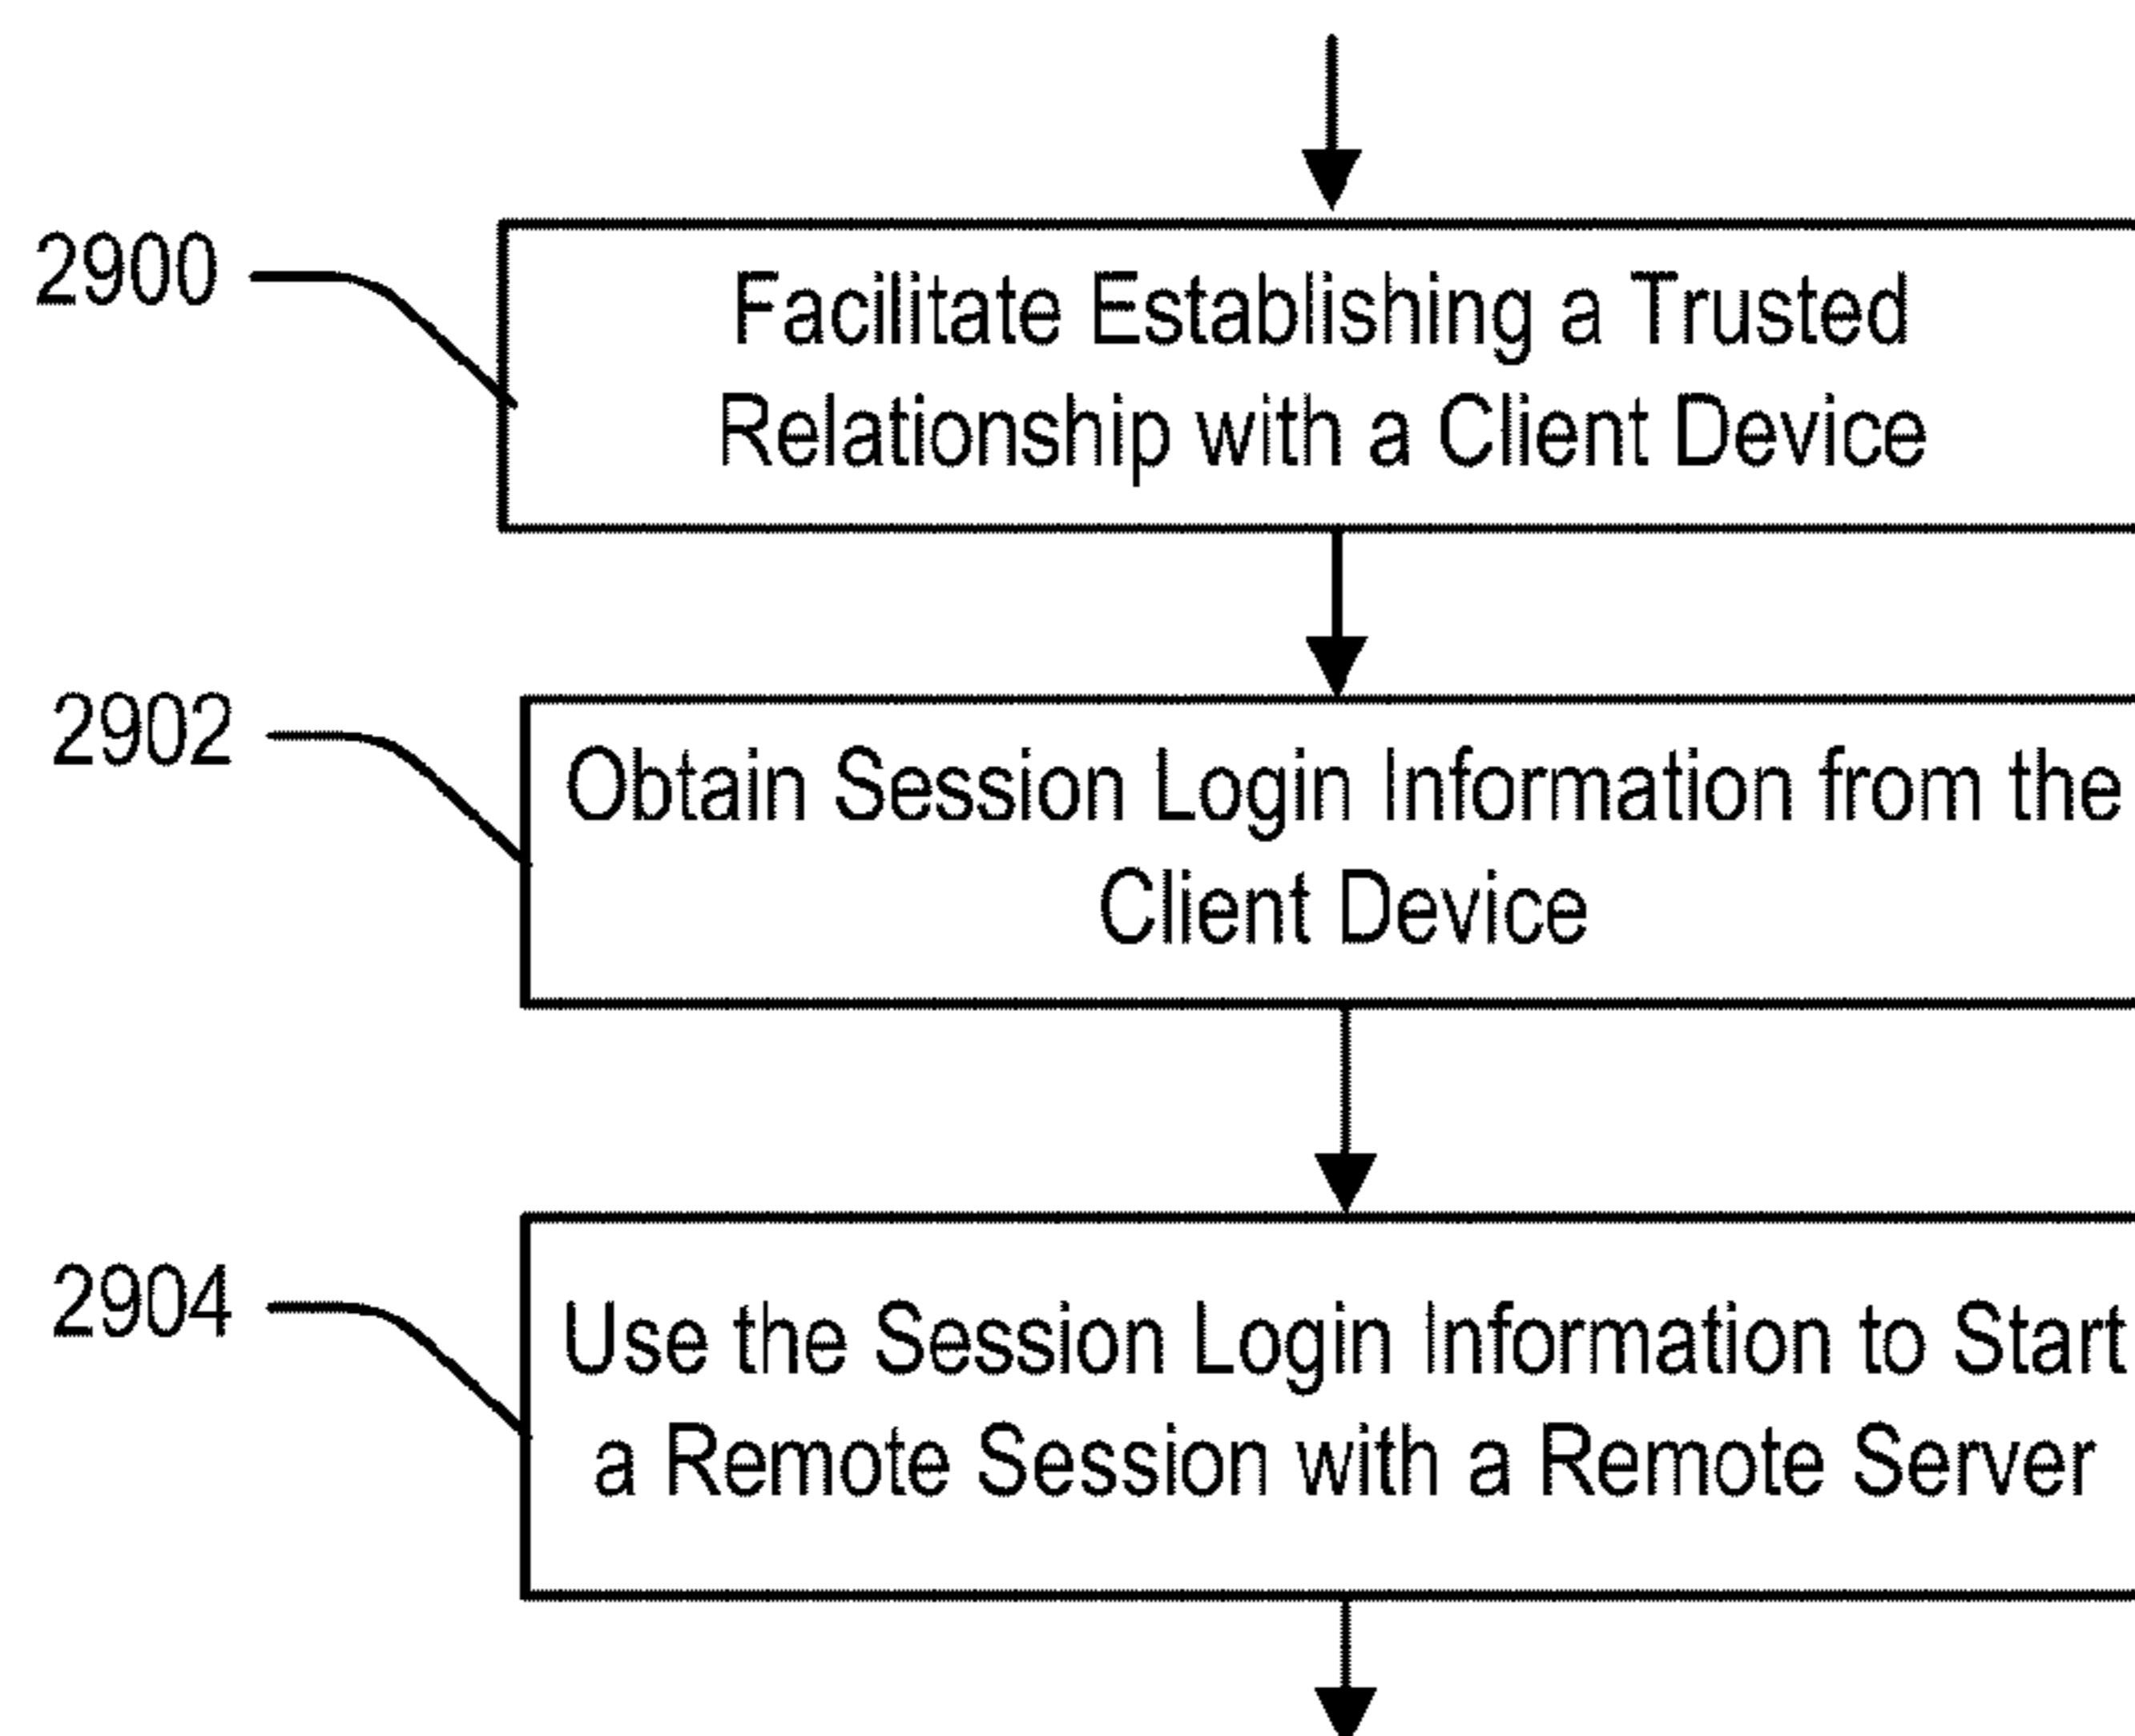 2900
Facilitate Establishing a Trusted
Relationship with a Client Device
2902
Obtain Session Login Information from the
Client Device
2904
Use the Session Login Information to Start
a Remote Session with a Remote Server